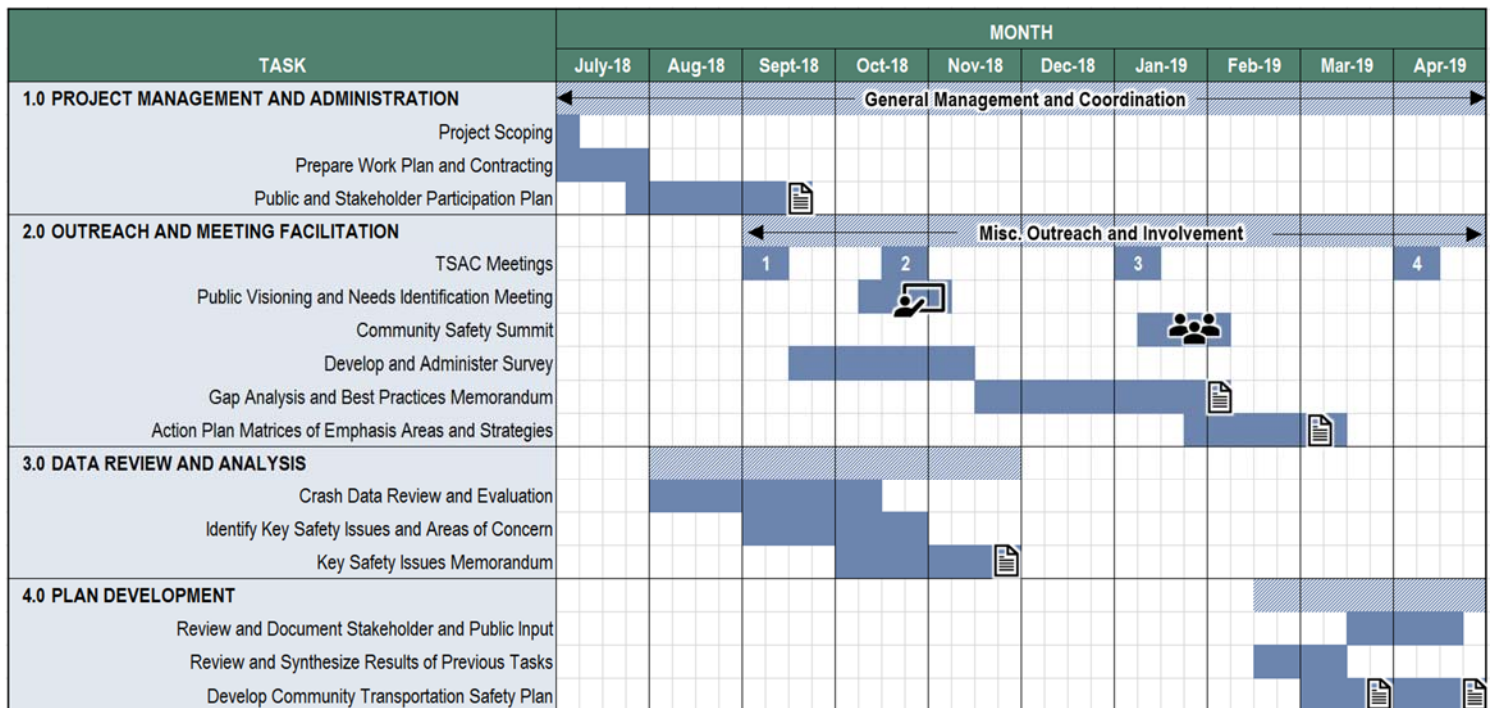 MONTH
TASK July-18 Aug-18 Sept-18 Oct-18 Nov-18 Dec-18 Jan-19 Feb-19 Mar-19 Apr-19
1.0 PROJECT MANAGEMENT AND ADMINISTRATION General Management and Coordination
Project Scoping
Prepare Work Plan and Contracting
Public and Stakeholder Participation Plan
2.0 OUTREACH AND MEETING FACILITATION Misc. Outreach and Involvement
TSAC Meetings 1 2 3 4
Public Visioning and Needs Identification Meeting
Community Safety Summit
Develop and Administer Survey
Gap Analysis and Best Practices Memorandum
Action Plan Matrices of Emphasis Areas and Strategies
3.0 DATA REVIEW AND ANALYSIS
Crash Data Review and Evaluation
Identify Key Safety Issues and Areas of Concern
Key Safety Issues Memorandum
4.0 PLAN DEVELOPMENT
Review and Document Stakeholder and Public Input
Review and Synthesize Results of Previous Tasks
Develop Community Transportation Safety Plan